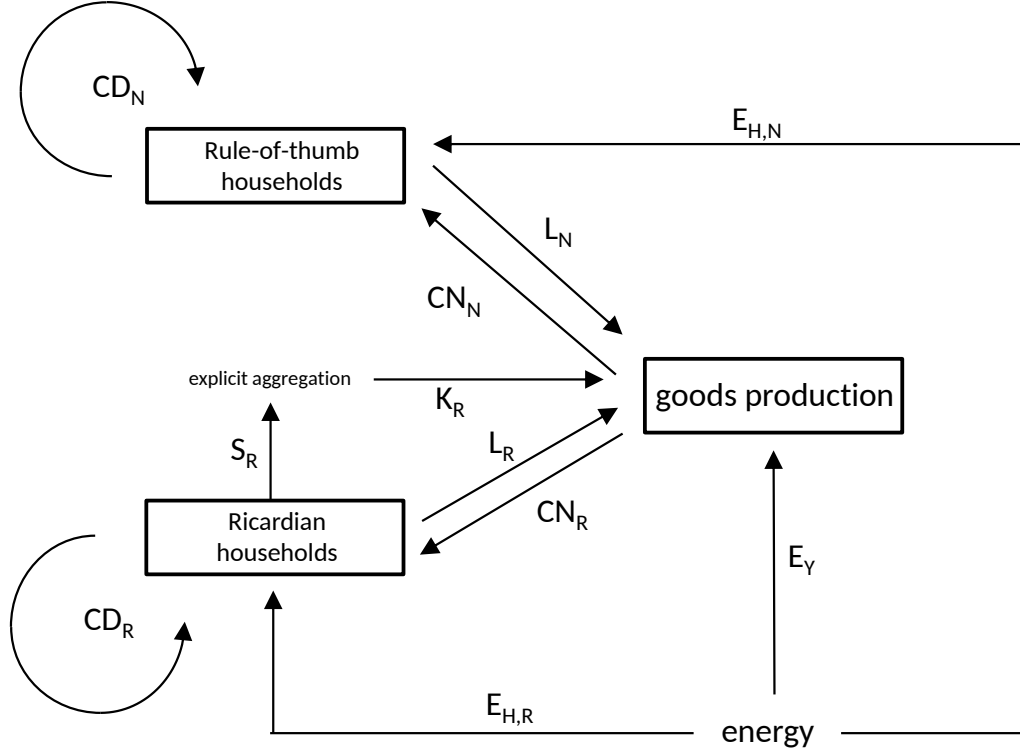 CD_N
E_H,N
Rule-of-thumb
households
L_N
CN_N
explicit aggregation
K_R
goods production
S_R
L_R
CN_R
Ricardian
households
E_Y
CD_R
E_H,R
energy